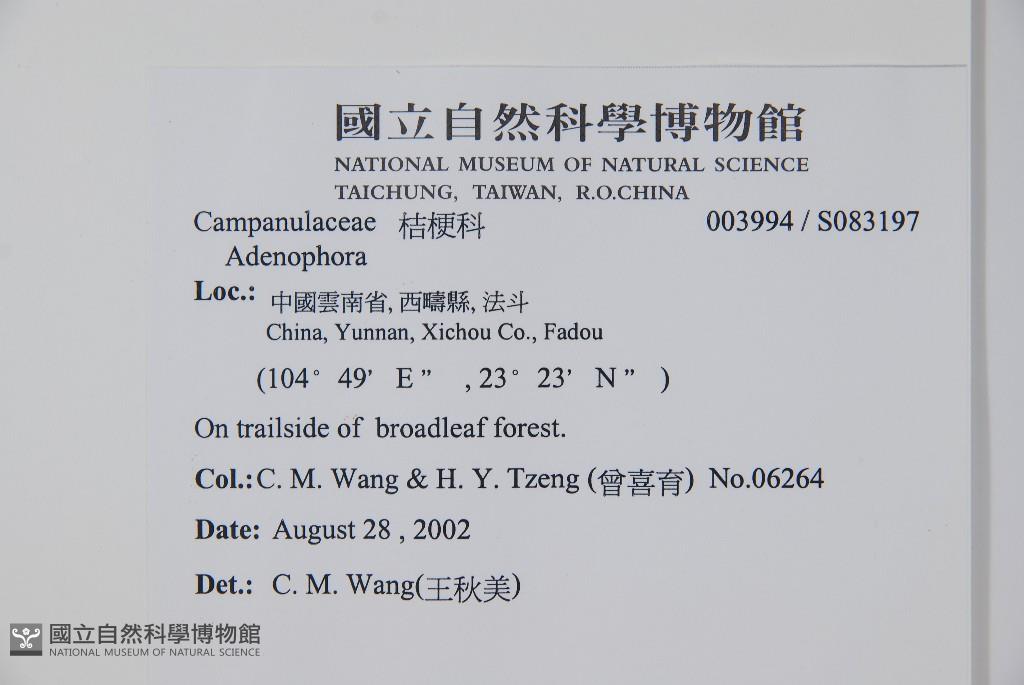 國立自然科學博物館
NATIONAL MUSEUM OF NATURAL SCIENCE
TAICHUNG, TAIWAN, R.O.CHINA
Campanulaceae 桔梗科 003994 / S083197
Adenophora
Loc.: 中國雲南省, 西疇縣, 法斗
China, Yunnan, Xichou Co., Fadou
(104° 49’ E ” , 23° 23’ N ” )
On trailside of broadleaf forest.
Col.: C. M. Wang & H. Y. Tzeng (曾喜育) No.06264
Date: August 28 , 2002
Det.: C. M. Wang(王秋美)
國立自然科學博物館
NATIONAL MUSEUM OF NATURAL SCIENCE